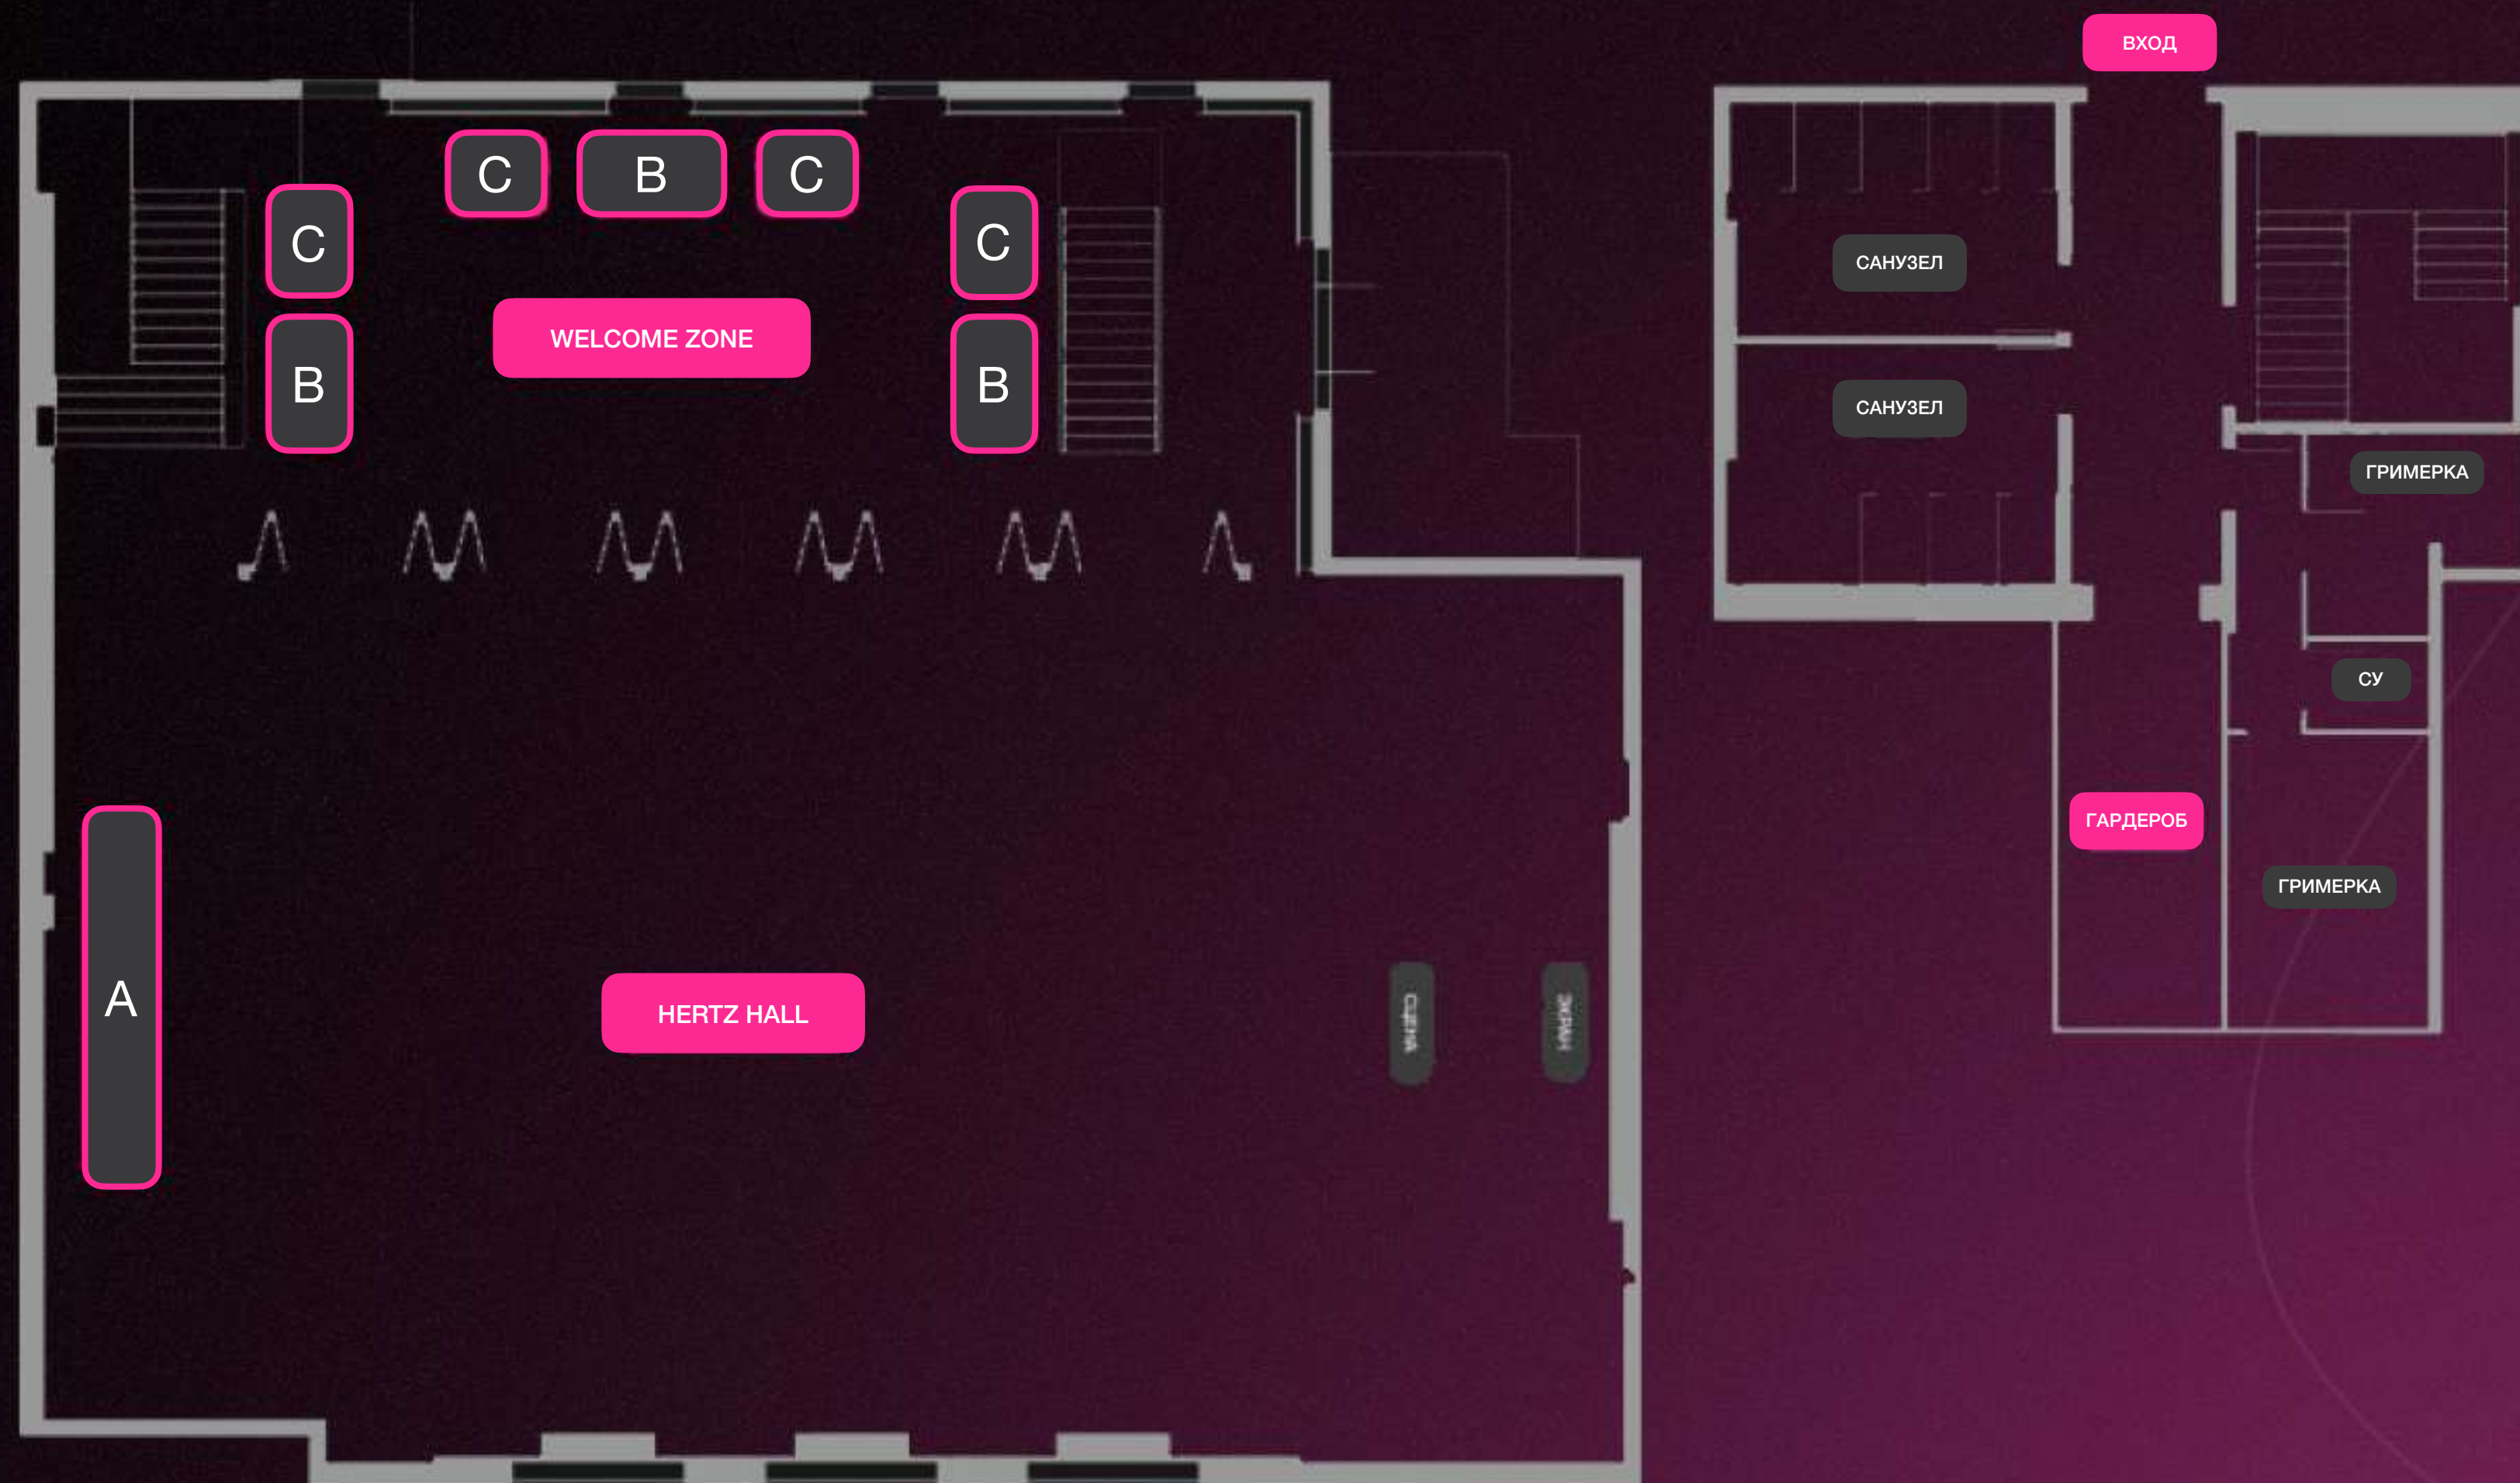 ВХОД
C
B
C
C
C
WELCOME ZONE
B
B
САНУЗЕЛ
САНУЗЕЛ
ГРИМЕРКА
СУ
ГАРДЕРОБ
ГРИМЕРКА
A
HERTZ HALL
СЦЕНА
ЭКРАН